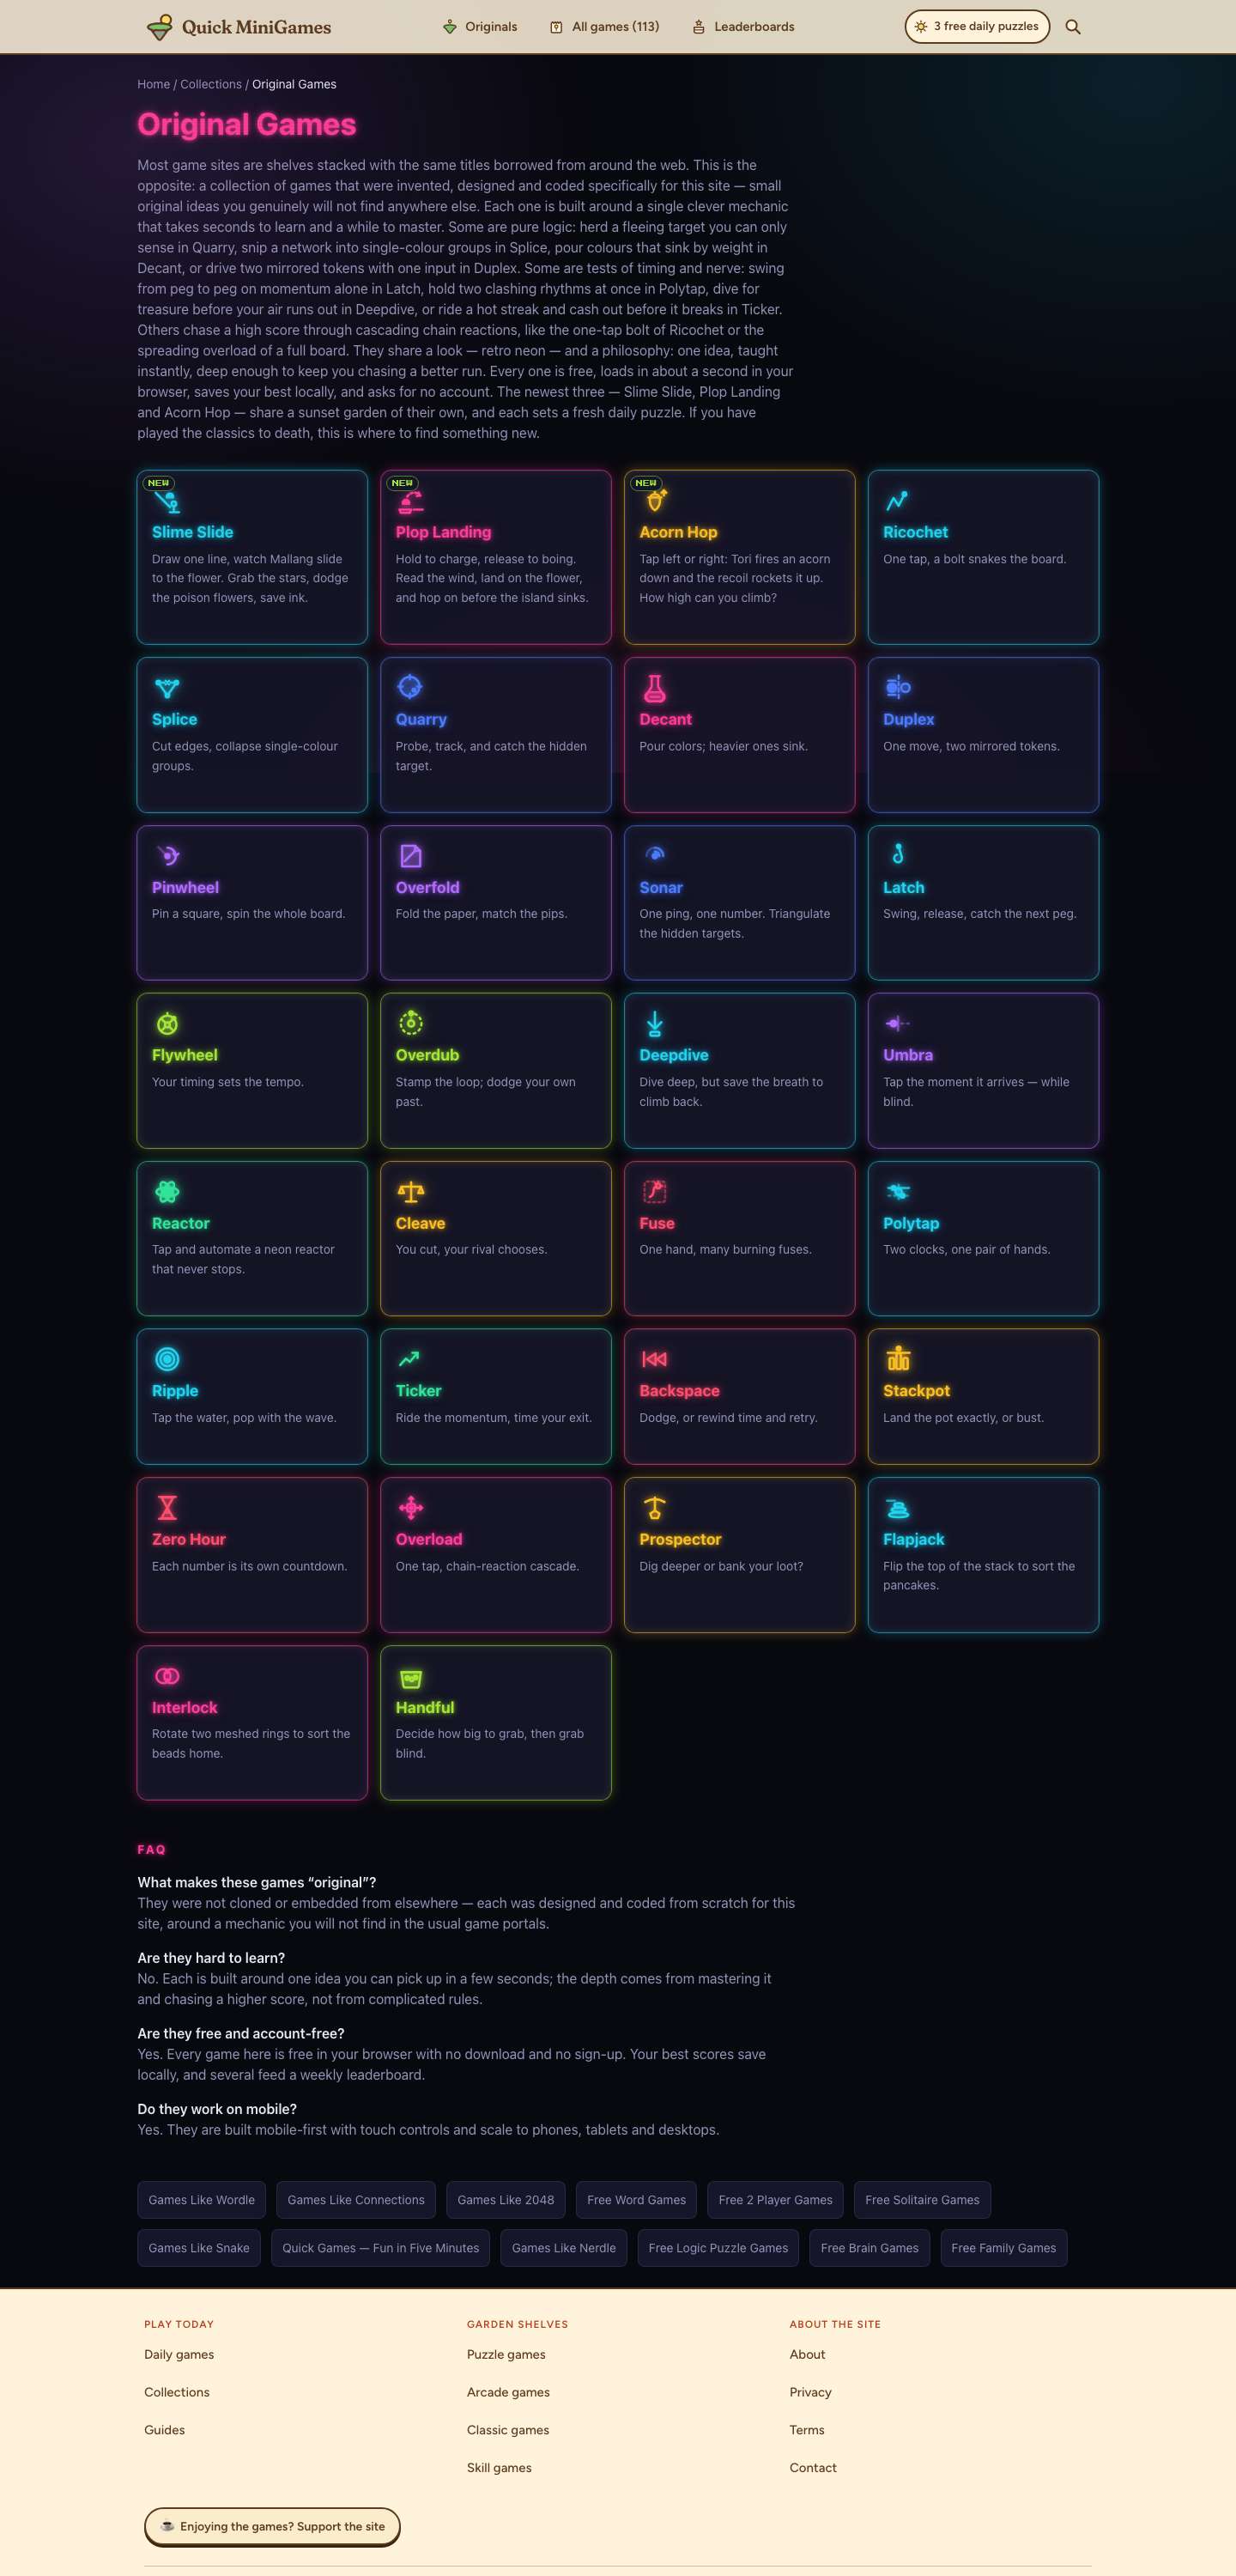 Quick MiniGames
Originals
All games (113)
Leaderboards
3 free daily puzzles
Home / Collections / Original Games
Original Games
Most game sites are shelves stacked with the same titles borrowed from around the web. This is the
opposite: a collection of games that were invented, designed and coded specifically for this site — small
original ideas you genuinely will not find anywhere else. Each one is built around a single clever mechanic
that takes seconds to learn and a while to master. Some are pure logic: herd a fleeing target you can only
sense in Quarry, snip a network into single-colour groups in Splice, pour colours that sink by weight in
Decant, or drive two mirrored tokens with one input in Duplex. Some are tests of timing and nerve: swing
from peg to peg on momentum alone in Latch, hold two clashing rhythms at once in Polytap, dive for
treasure before your air runs out in Deepdive, or ride a hot streak and cash out before it breaks in Ticker.
Others chase a high score through cascading chain reactions, like the one-tap bolt of Ricochet or the
spreading overload of a full board. They share a look — retro neon — and a philosophy: one idea, taught
instantly, deep enough to keep you chasing a better run. Every one is free, loads in about a second in your
browser, saves your best locally, and asks for no account. The newest three — Slime Slide, Plop Landing
and Acorn Hop — share a sunset garden of their own, and each sets a fresh daily puzzle. If you have
played the classics to death, this is where to find something new.
NEW
Slime Slide
Draw one line, watch Mallang slide
to the flower. Grab the stars, dodge
the poison flowers, save ink.
NEW
Plop Landing
Hold to charge, release to boing.
Read the wind, land on the flower,
and hop on before the island sinks.
NEW
Acorn Hop
Tap left or right: Tori fires an acorn
down and the recoil rockets it up.
How high can you climb?
Ricochet
One tap, a bolt snakes the board.
Splice
Cut edges, collapse single-colour
groups.
Quarry
Probe, track, and catch the hidden
target.
Decant
Pour colors; heavier ones sink.
Duplex
One move, two mirrored tokens.
Pinwheel
Pin a square, spin the whole board.
Overfold
Fold the paper, match the pips.
Sonar
One ping, one number. Triangulate
the hidden targets.
Latch
Swing, release, catch the next peg.
Flywheel
Your timing sets the tempo.
Overdub
Stamp the loop; dodge your own
past.
Deepdive
Dive deep, but save the breath to
climb back.
Umbra
Tap the moment it arrives — while
blind.
Reactor
Tap and automate a neon reactor
that never stops.
Cleave
You cut, your rival chooses.
Fuse
One hand, many burning fuses.
Polytap
Two clocks, one pair of hands.
Ripple
Tap the water, pop with the wave.
Ticker
Ride the momentum, time your exit.
Backspace
Dodge, or rewind time and retry.
Stackpot
Land the pot exactly, or bust.
Zero Hour
Each number is its own countdown.
Overload
One tap, chain-reaction cascade.
Prospector
Dig deeper or bank your loot?
Flapjack
Flip the top of the stack to sort the
pancakes.
Interlock
Rotate two meshed rings to sort the
beads home.
Handful
Decide how big to grab, then grab
blind.
FAQ
What makes these games “original”?
They were not cloned or embedded from elsewhere — each was designed and coded from scratch for this
site, around a mechanic you will not find in the usual game portals.
Are they hard to learn?
No. Each is built around one idea you can pick up in a few seconds; the depth comes from mastering it
and chasing a higher score, not from complicated rules.
Are they free and account-free?
Yes. Every game here is free in your browser with no download and no sign-up. Your best scores save
locally, and several feed a weekly leaderboard.
Do they work on mobile?
Yes. They are built mobile-first with touch controls and scale to phones, tablets and desktops.
Games Like Wordle
Games Like Connections
Games Like 2048
Free Word Games
Free 2 Player Games
Free Solitaire Games
Games Like Snake
Quick Games — Fun in Five Minutes
Games Like Nerdle
Free Logic Puzzle Games
Free Brain Games
Free Family Games
PLAY TODAY
Daily games
Collections
Guides
GARDEN SHELVES
Puzzle games
Arcade games
Classic games
Skill games
ABOUT THE SITE
About
Privacy
Terms
Contact
Enjoying the games? Support the site